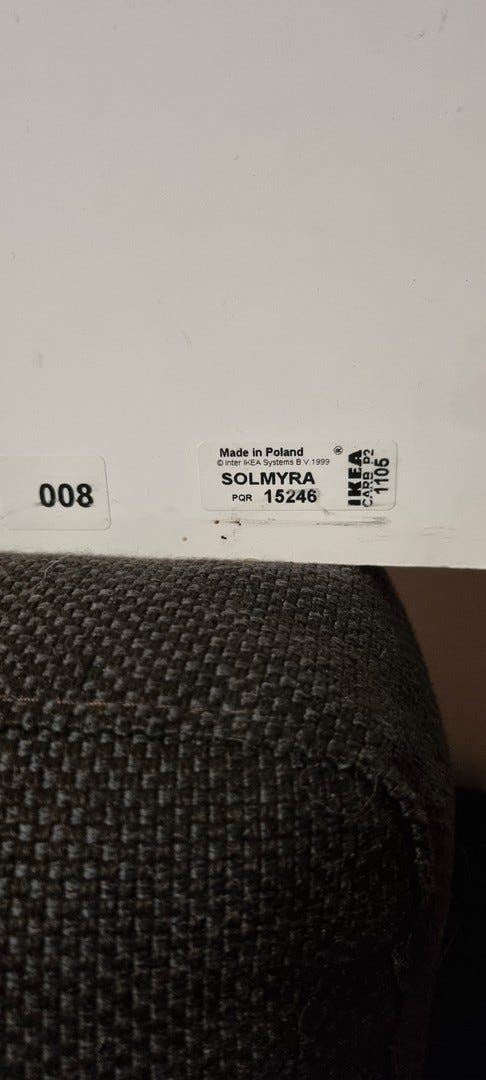 008
Made in Poland
© Inter IKEA Systems B.V. 1999
SOLMYRA
PQR 15246
®
IKEA
CARB P2
1105